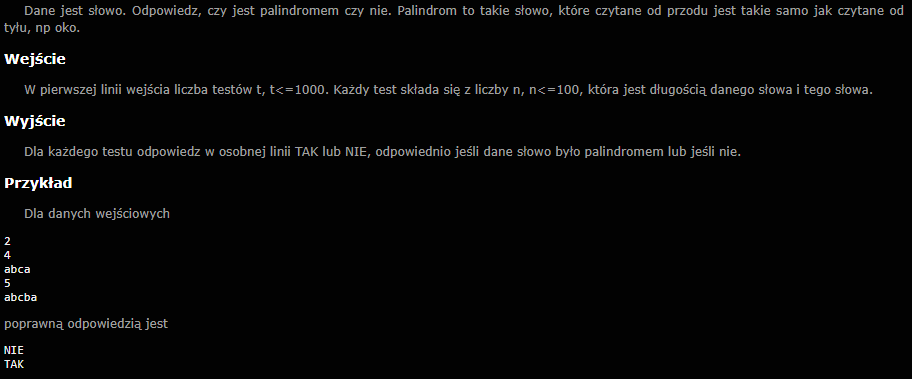 Dane jest słowo. Odpowiedz, czy jest palindromem czy nie. Palindrom to takie słowo, które czytane od przodu jest takie samo jak czytane od
tyłu, np oko.
Wejście
W pierwszej linii wejścia liczba testów t, t<=1000. Każdy test składa się z liczby n, n<=100, która jest długością danego słowa i tego słowa.
Wyjście
Dla każdego testu odpowiedz w osobnej linii TAK lub NIE, odpowiednio jeśli dane słowo było palindromem lub jeśli nie.
Przykład
Dla danych wejściowych
2
4
abca
5
abcba
poprawną odpowiedzią jest
NIE
TAK